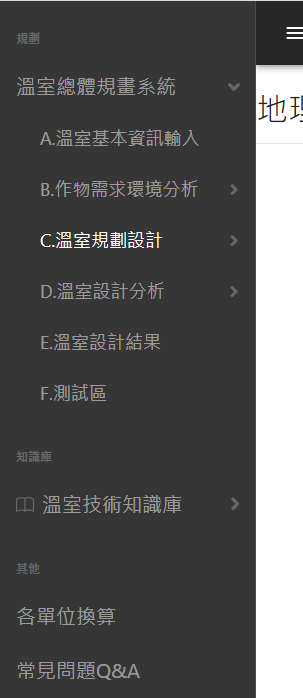 規劃
溫室總體規畫系統
A.溫室基本資訊輸入
B.作物需求環境分析
C.溫室規劃設計
D.溫室設計分析
E.溫室設計結果
F.測試區
知識庫
溫室技術知識庫
其他
各單位換算
常見問題Q&A
地理